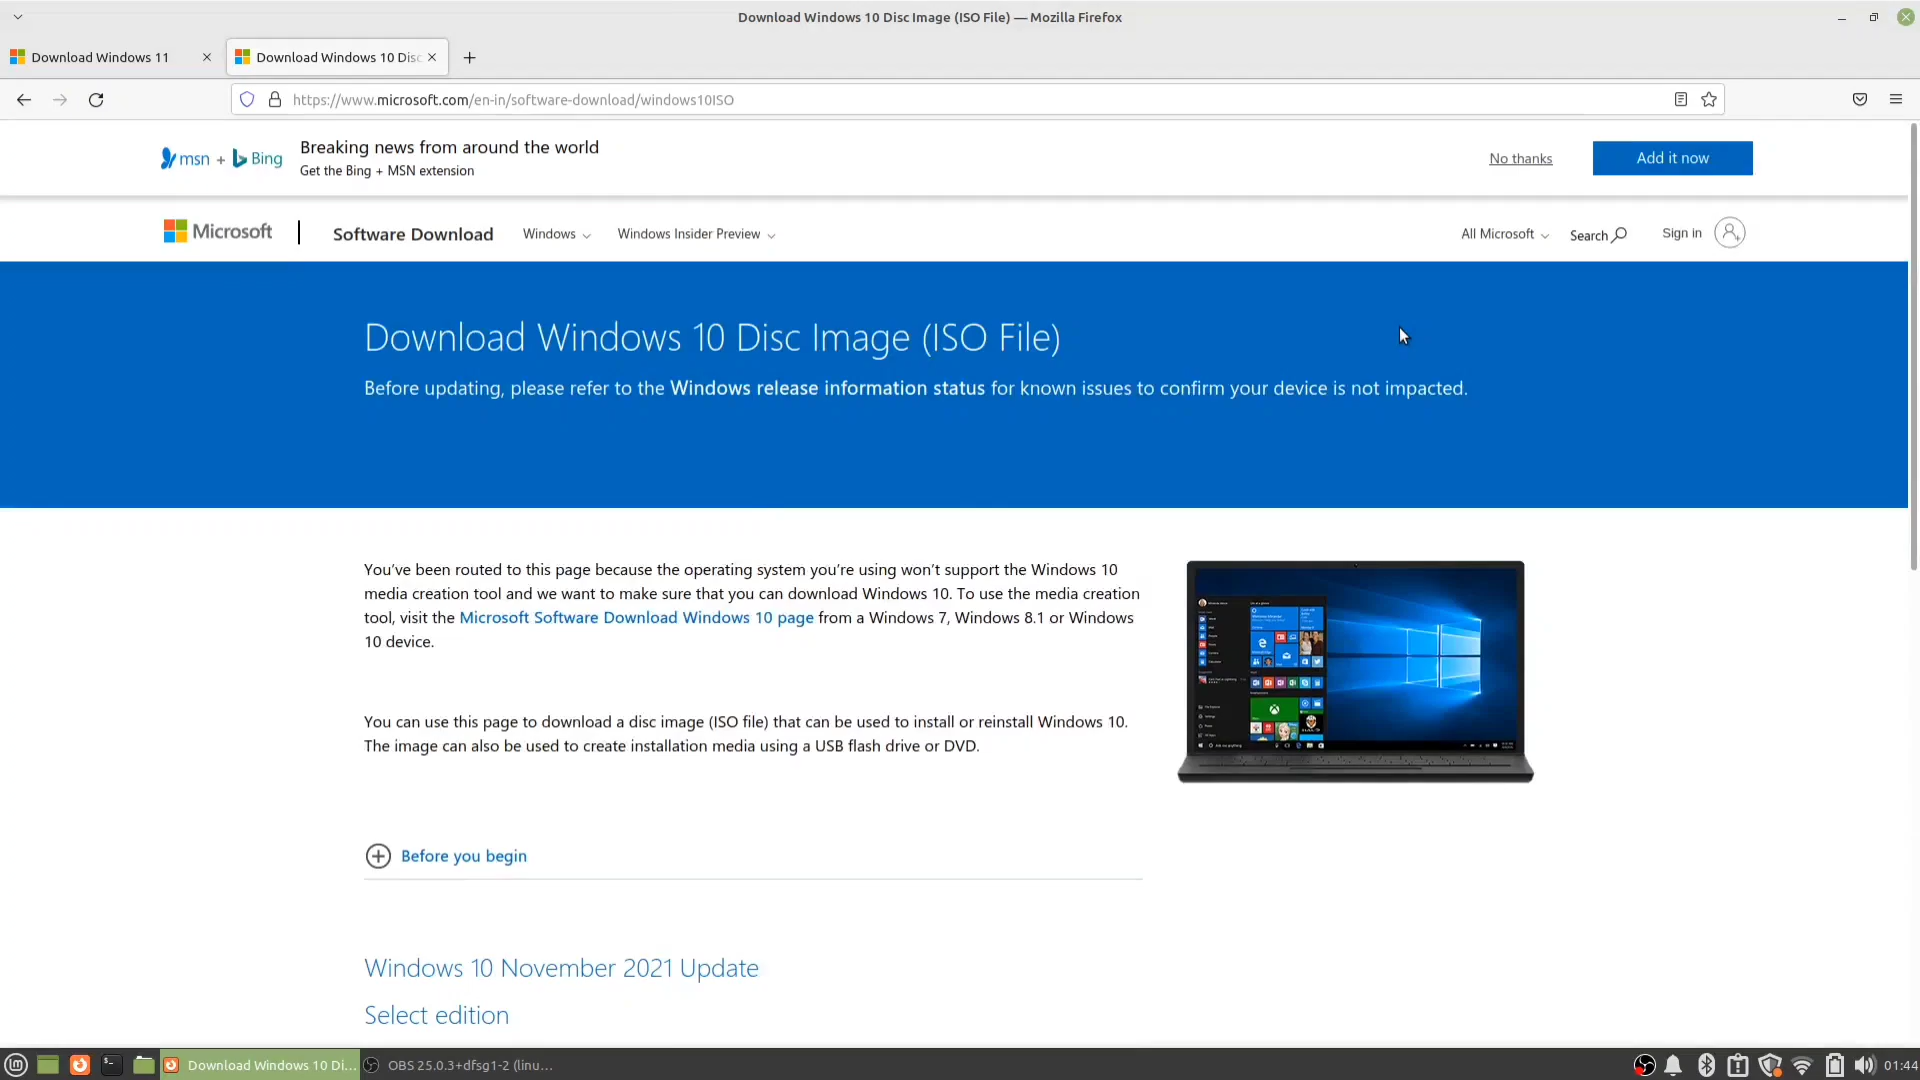 Download Windows 10 Disc Image (ISO File) — Mozilla Firefox
Download Windows 11
Download Windows 10 Disc
https://www.microsoft.com/en-in/software-download/windows10ISO
msn + Bing
Breaking news from around the world
Get the Bing + MSN extension
No thanks
Add it now
Microsoft
Software Download
Windows
Windows Insider Preview
All Microsoft
Search
Sign in
Download Windows 10 Disc Image (ISO File)
Before updating, please refer to the Windows release information status for known issues to confirm your device is not impacted.
You’ve been routed to this page because the operating system you’re using won’t support the Windows 10
media creation tool and we want to make sure that you can download Windows 10. To use the media creation
tool, visit the Microsoft Software Download Windows 10 page from a Windows 7, Windows 8.1 or Windows
10 device.
You can use this page to download a disc image (ISO file) that can be used to install or reinstall Windows 10.
The image can also be used to create installation media using a USB flash drive or DVD.
Before you begin
Windows 10 November 2021 Update
Select edition
Download Windows 10 Di...
OBS 25.0.3+dfsg1-2 (linu...
01:44